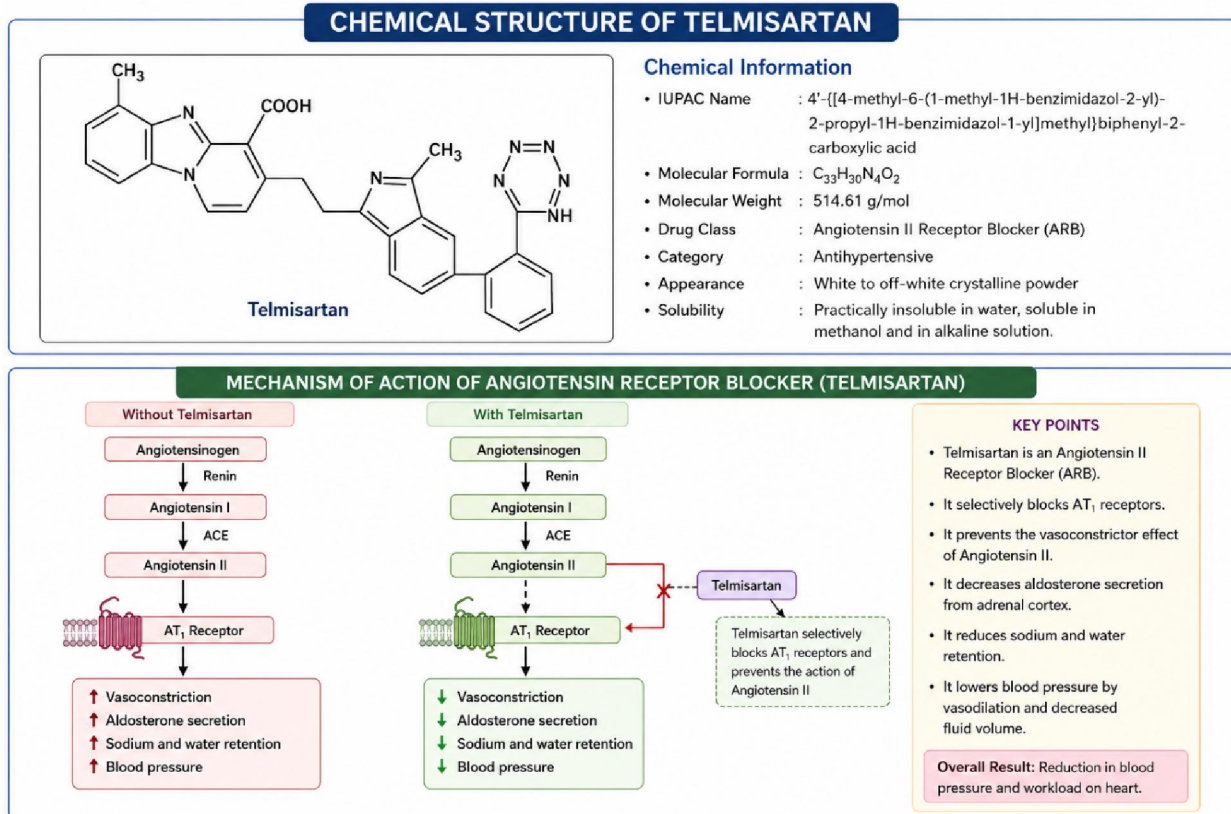 CHEMICAL STRUCTURE OF TELMISARTAN
CH₃
N
COOH
N
N
CH₃
N
N
N
N
N
NH
Telmisartan
Chemical Information
• IUPAC Name : 4'-{[4-methyl-6-(1-methyl-1H-benzimidazol-2-yl)-
2-propyl-1H-benzimidazol-1-yl]methyl}biphenyl-2-
carboxylic acid
• Molecular Formula : C₃₃H₃₀N₄O₂
• Molecular Weight : 514.61 g/mol
• Drug Class : Angiotensin II Receptor Blocker (ARB)
• Category : Antihypertensive
• Appearance : White to off-white crystalline powder
• Solubility : Practically insoluble in water, soluble in
methanol and in alkaline solution.
MECHANISM OF ACTION OF ANGIOTENSIN RECEPTOR BLOCKER (TELMISARTAN)
Without Telmisartan
Angiotensinogen
Renin
Angiotensin I
ACE
Angiotensin II
AT₁ Receptor
↑ Vasoconstriction
↑ Aldosterone secretion
↑ Sodium and water retention
↑ Blood pressure
With Telmisartan
Angiotensinogen
Renin
Angiotensin I
ACE
Angiotensin II
AT₁ Receptor
↓ Vasoconstriction
↓ Aldosterone secretion
↓ Sodium and water retention
↓ Blood pressure
Telmisartan
Telmisartan selectively
blocks AT₁ receptors and
prevents the action of
Angiotensin II
KEY POINTS
• Telmisartan is an Angiotensin II
Receptor Blocker (ARB).
• It selectively blocks AT₁ receptors.
• It prevents the vasoconstrictor effect
of Angiotensin II.
• It decreases aldosterone secretion
from adrenal cortex.
• It reduces sodium and water
retention.
• It lowers blood pressure by
vasodilation and decreased
fluid volume.
Overall Result: Reduction in blood
pressure and workload on heart.